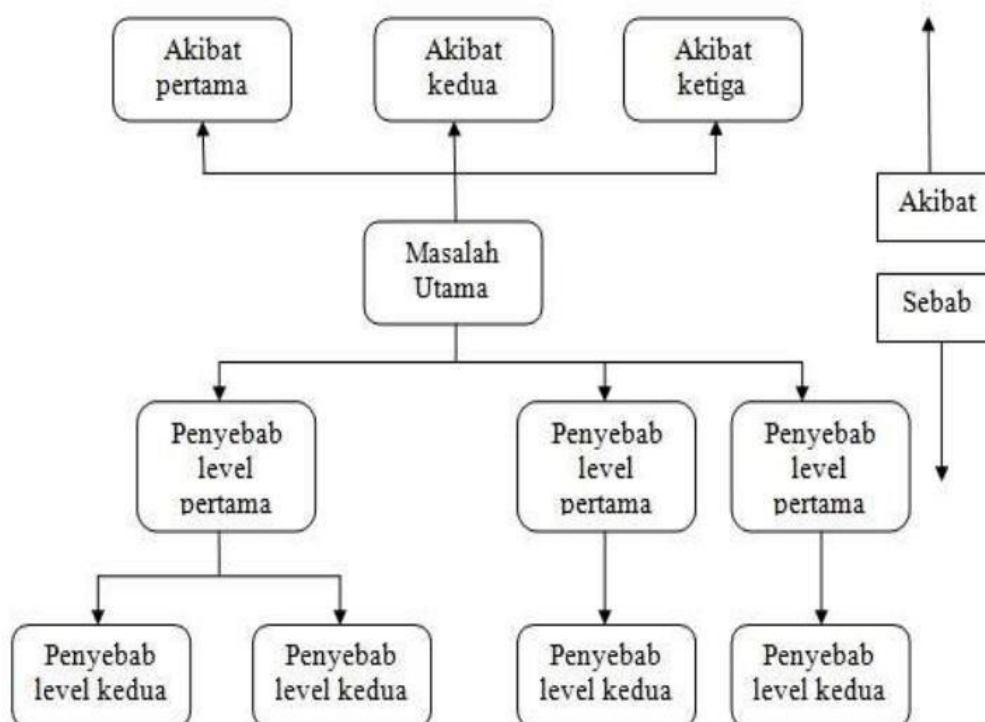 Akibat
pertama
Akibat
kedua
Akibat
ketiga
Akibat
Masalah
Utama
Sebab
Penyebab
level
pertama
Penyebab
level
pertama
Penyebab
level
pertama
Penyebab
level kedua
Penyebab
level kedua
Penyebab
level kedua
Penyebab
level kedua